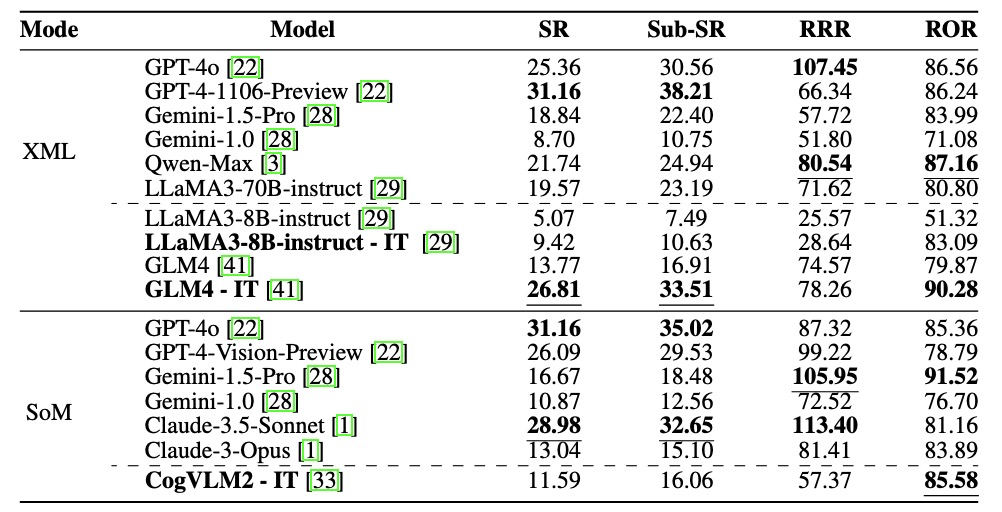 Mode Model SR Sub-SR RRR ROR
XML
GPT-4o [22] 25.36 30.56 107.45 86.56
GPT-4-1106-Preview [22] 31.16 38.21 66.34 86.24
Gemini-1.5-Pro [28] 18.84 22.40 57.72 83.99
Gemini-1.0 [28] 8.70 10.75 51.80 71.08
Qwen-Max [3] 21.74 24.94 80.54 87.16
LLaMA3-70B-instruct [29] 19.57 23.19 71.62 80.80
LLaMA3-8B-instruct [29] 5.07 7.49 25.57 51.32
LLaMA3-8B-instruct - IT [29] 9.42 10.63 28.64 83.09
GLM4 [41] 13.77 16.91 74.57 79.87
GLM4 - IT [41] 26.81 33.51 78.26 90.28
SoM
GPT-4o [22] 31.16 35.02 87.32 85.36
GPT-4-Vision-Preview [22] 26.09 29.53 99.22 78.79
Gemini-1.5-Pro [28] 16.67 18.48 105.95 91.52
Gemini-1.0 [28] 10.87 12.56 72.52 76.70
Claude-3.5-Sonnet [1] 28.98 32.65 113.40 81.16
Claude-3-Opus [1] 13.04 15.10 81.41 83.89
CogVLM2 - IT [33] 11.59 16.06 57.37 85.58